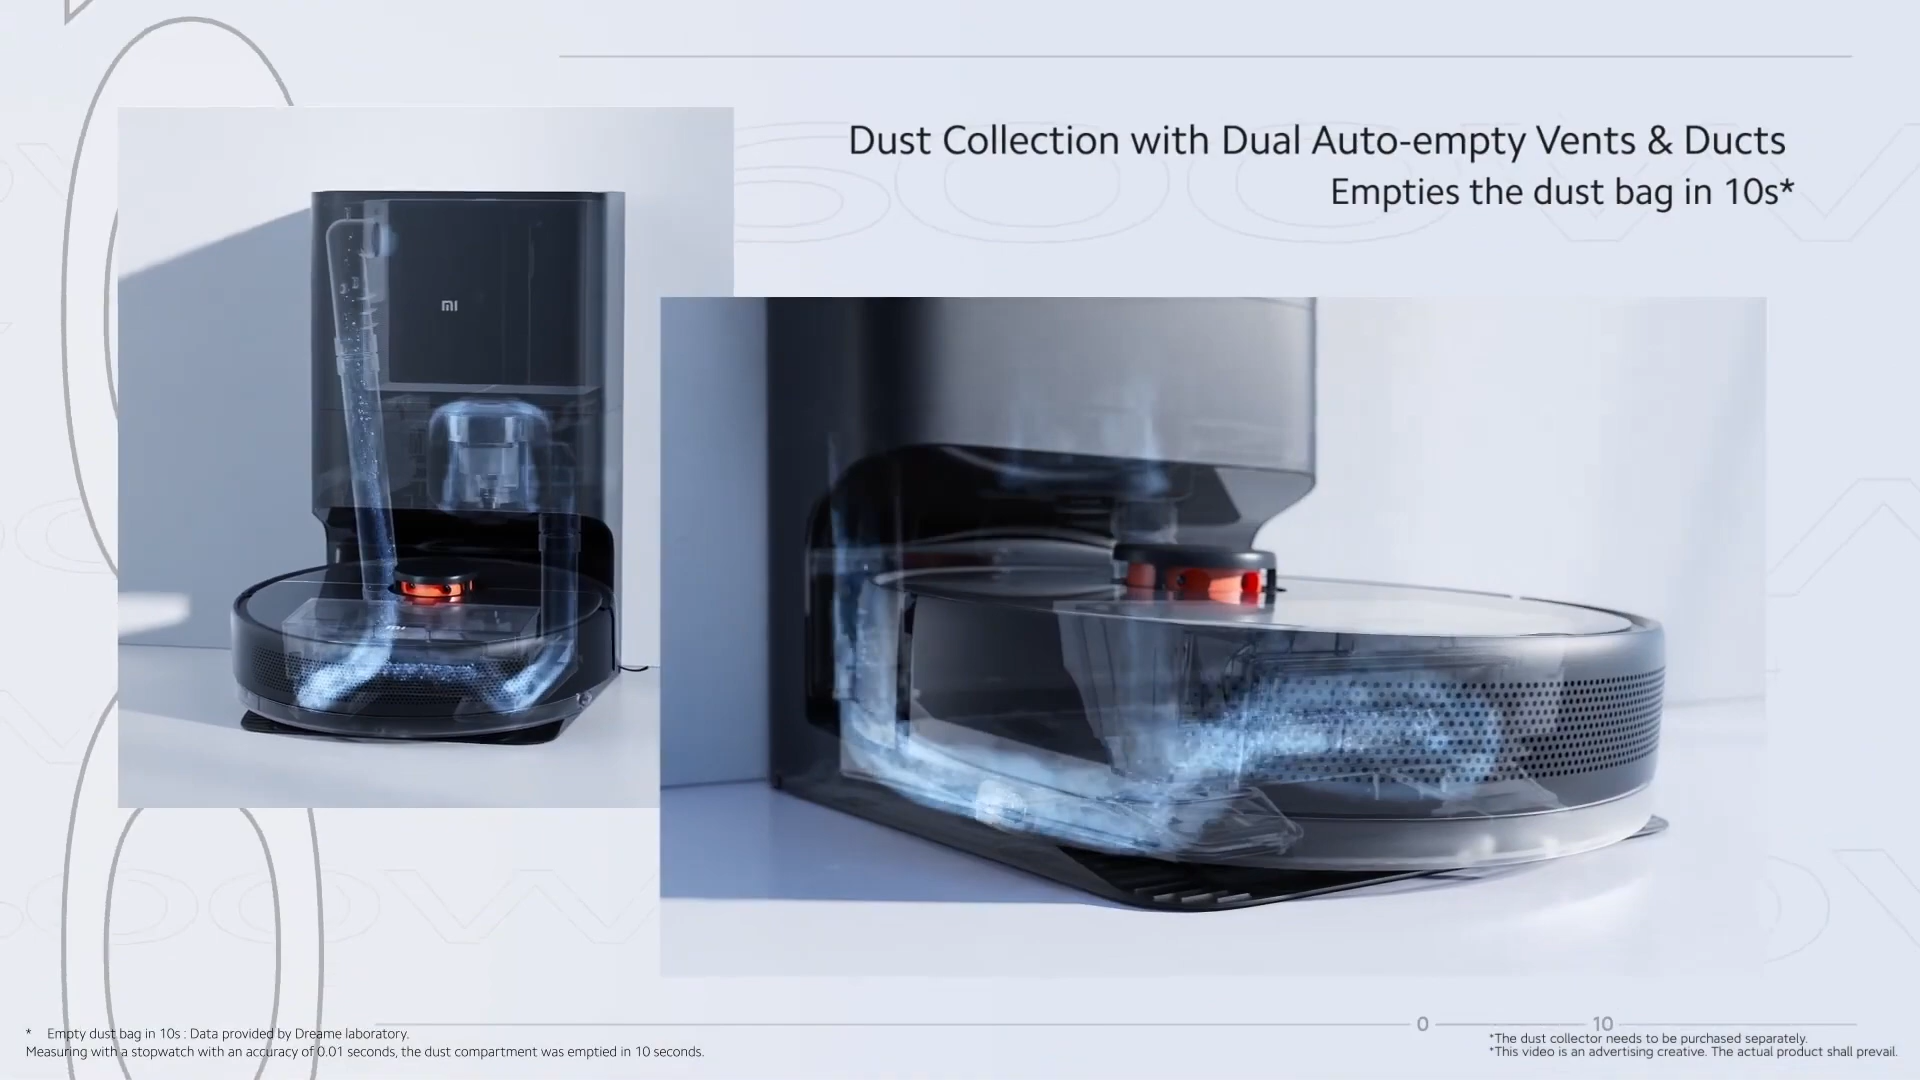 Dust Collection with Dual Auto-empty Vents & Ducts
Empties the dust bag in 10s*
mi
mi
0
10
* Empty dust bag in 10s : Data provided by Dreame laboratory.
Measuring with a stopwatch with an accuracy of 0.01 seconds, the dust compartment was emptied in 10 seconds.
*The dust collector needs to be purchased separately.
*This video is an advertising creative. The actual product shall prevail.